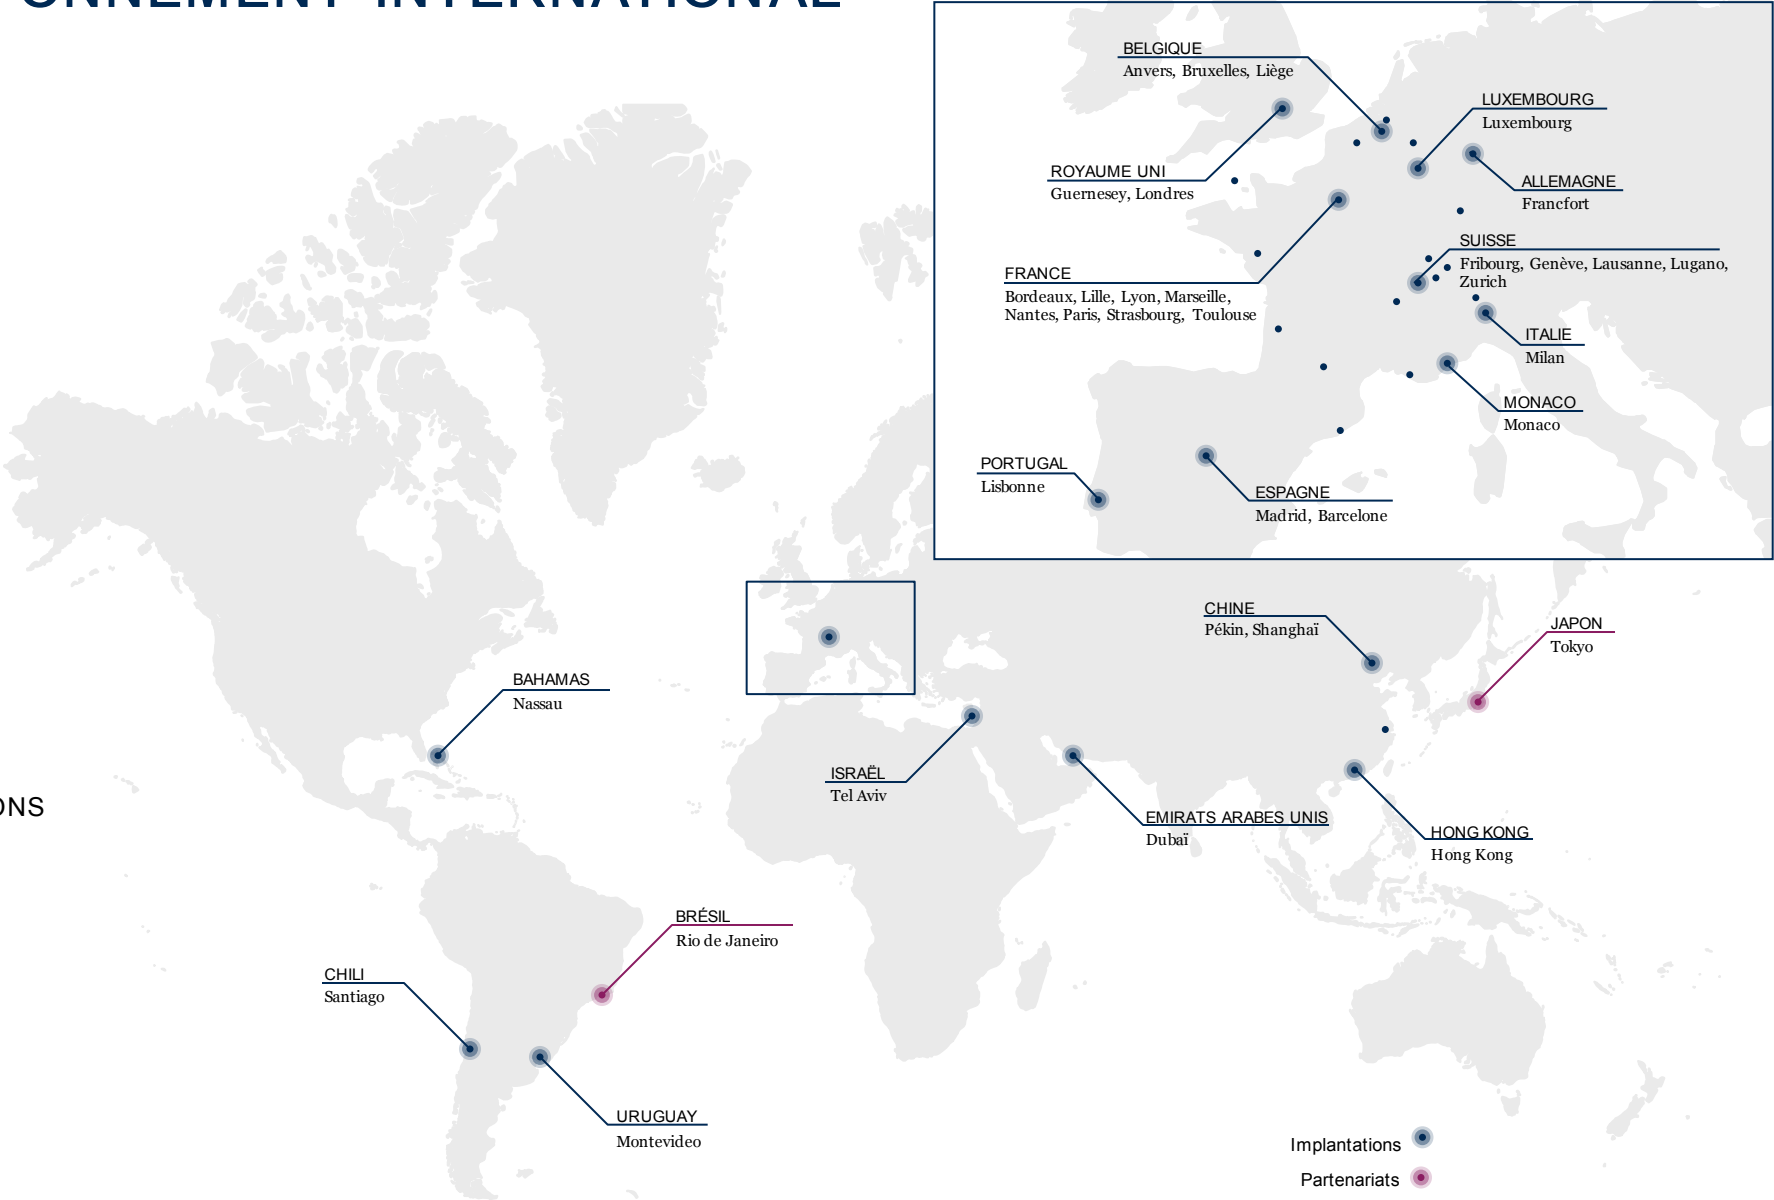 INTERNATIONAL
BELGIQUE
Anvers, Bruxelles, Liège
LUXEMBOURG
Luxembourg
ROYAUME UNI
Guernesey, Londres
ALLEMAGNE
Francfort
SUISSE
Fribourg, Genève, Lausanne, Lugano,
Zurich
FRANCE
Bordeaux, Lille, Lyon, Marseille,
Nantes, Paris, Strasbourg, Toulouse
ITALIE
Milan
MONACO
Monaco
PORTUGAL
Lisbonne
ESPAGNE
Madrid, Barcelone
CHINE
Pékin, Shanghaï
JAPON
Tokyo
BAHAMAS
Nassau
ISRAËL
Tel Aviv
ONS
EMIRATS ARABES UNIS
Dubaï
HONG KONG
Hong Kong
BRÉSIL
Rio de Janeiro
CHILI
Santiago
URUGUAY
Montevideo
Implantations
Partenariats